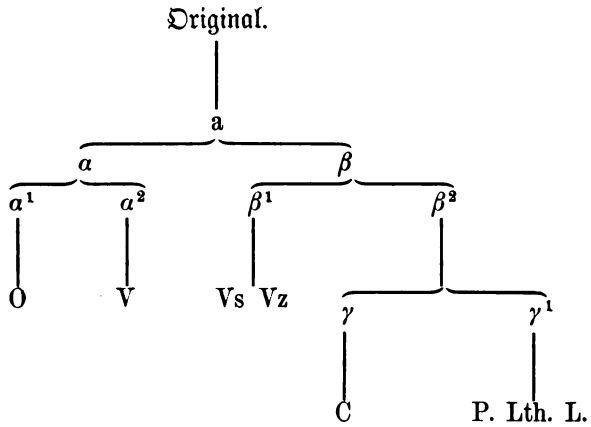 Original.
a
α β
α¹ α² β¹ β²
O V Vs Vz
γ γ¹
C P. Lth. L.